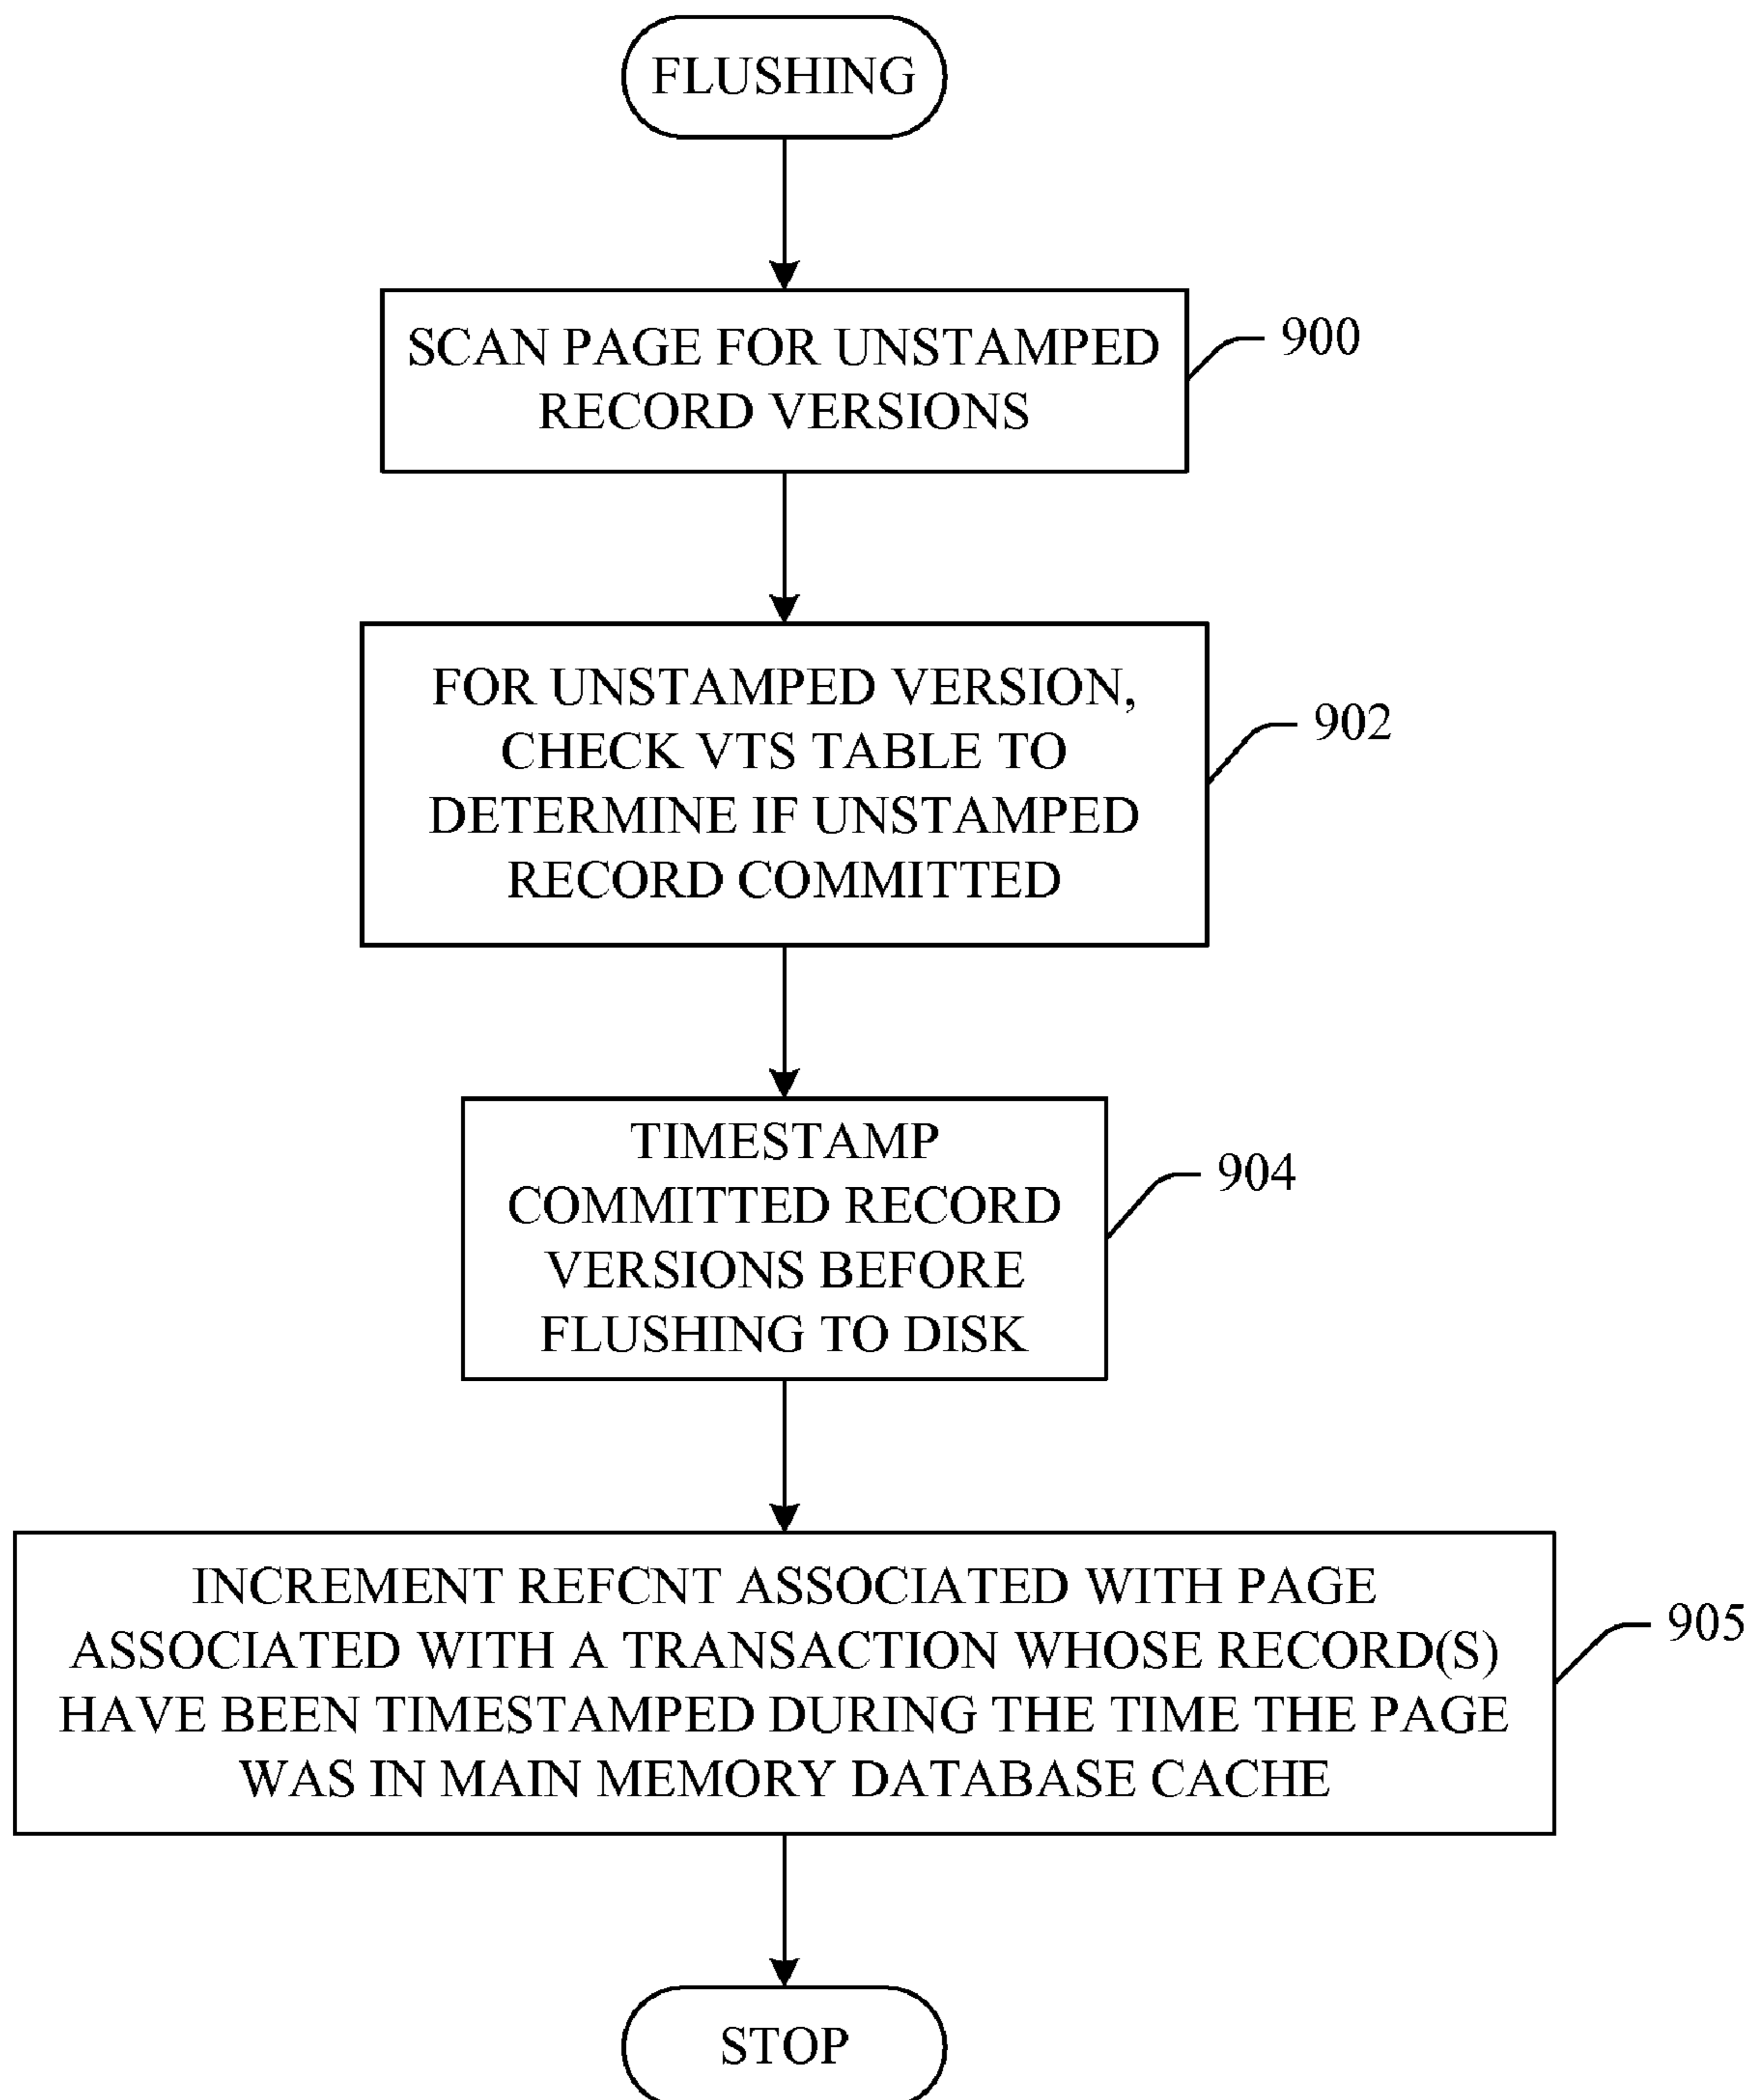 FLUSHING
SCAN PAGE FOR UNSTAMPED
RECORD VERSIONS
900
FOR UNSTAMPED VERSION,
CHECK VTS TABLE TO
DETERMINE IF UNSTAMPED
RECORD COMMITTED
902
TIMESTAMP
COMMITTED RECORD
VERSIONS BEFORE
FLUSHING TO DISK
904
INCREMENT REFCNT ASSOCIATED WITH PAGE
ASSOCIATED WITH A TRANSACTION WHOSE RECORD(S)
HAVE BEEN TIMESTAMPED DURING THE TIME THE PAGE
WAS IN MAIN MEMORY DATABASE CACHE
905
STOP